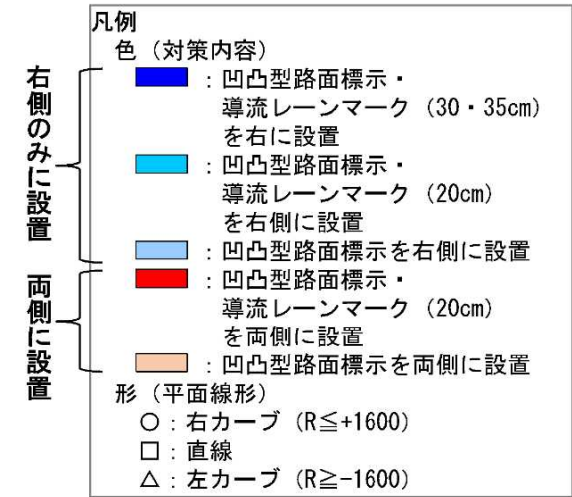 凡例
色（対策内容）
右側のみに設置
：凹凸型路面標示・
導流レーンマーク（30・35cm）
を右に設置
：凹凸型路面標示・
導流レーンマーク（20cm）
を右側に設置
：凹凸型路面標示を右側に設置
両側に設置
：凹凸型路面標示・
導流レーンマーク（20cm）
を両側に設置
：凹凸型路面標示を両側に設置
形（平面線形）
○：右カーブ（R≦+1600）
□：直線
△：左カーブ（R≧−1600）